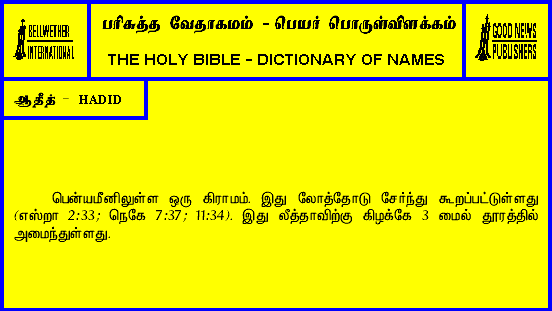 BELLWETHER
INTERNATIONAL
பரிசுத்த வேதாகமம் - பெயர் பொருள்விளக்கம்
THE HOLY BIBLE - DICTIONARY OF NAMES
GOOD NEWS
PUBLISHERS
ஆதீத் - HADID
பென்யமீனிலுள்ள ஒரு கிராமம். இது லோத்தோடு சேர்ந்து கூறப்பட்டுள்ளது
(எஸ்றா 2:33; நெகே 7:37; 11:34). இது லீத்தாவிற்கு கிழக்கே 3 மைல் தூரத்தில்
அமைந்துள்ளது.